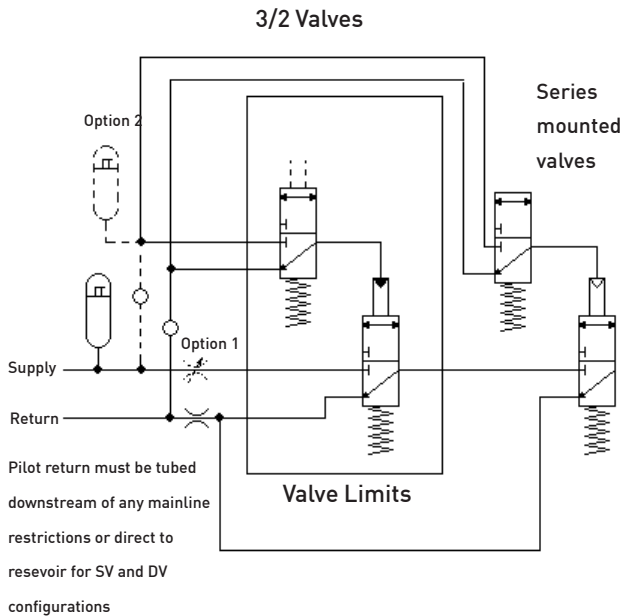 3/2 Valves
Option 2
Series
mounted
valves
Option 1
Supply
Return
Valve Limits
Pilot return must be tubed
downstream of any mainline
restrictions or direct to
resevoir for SV and DV
configurations